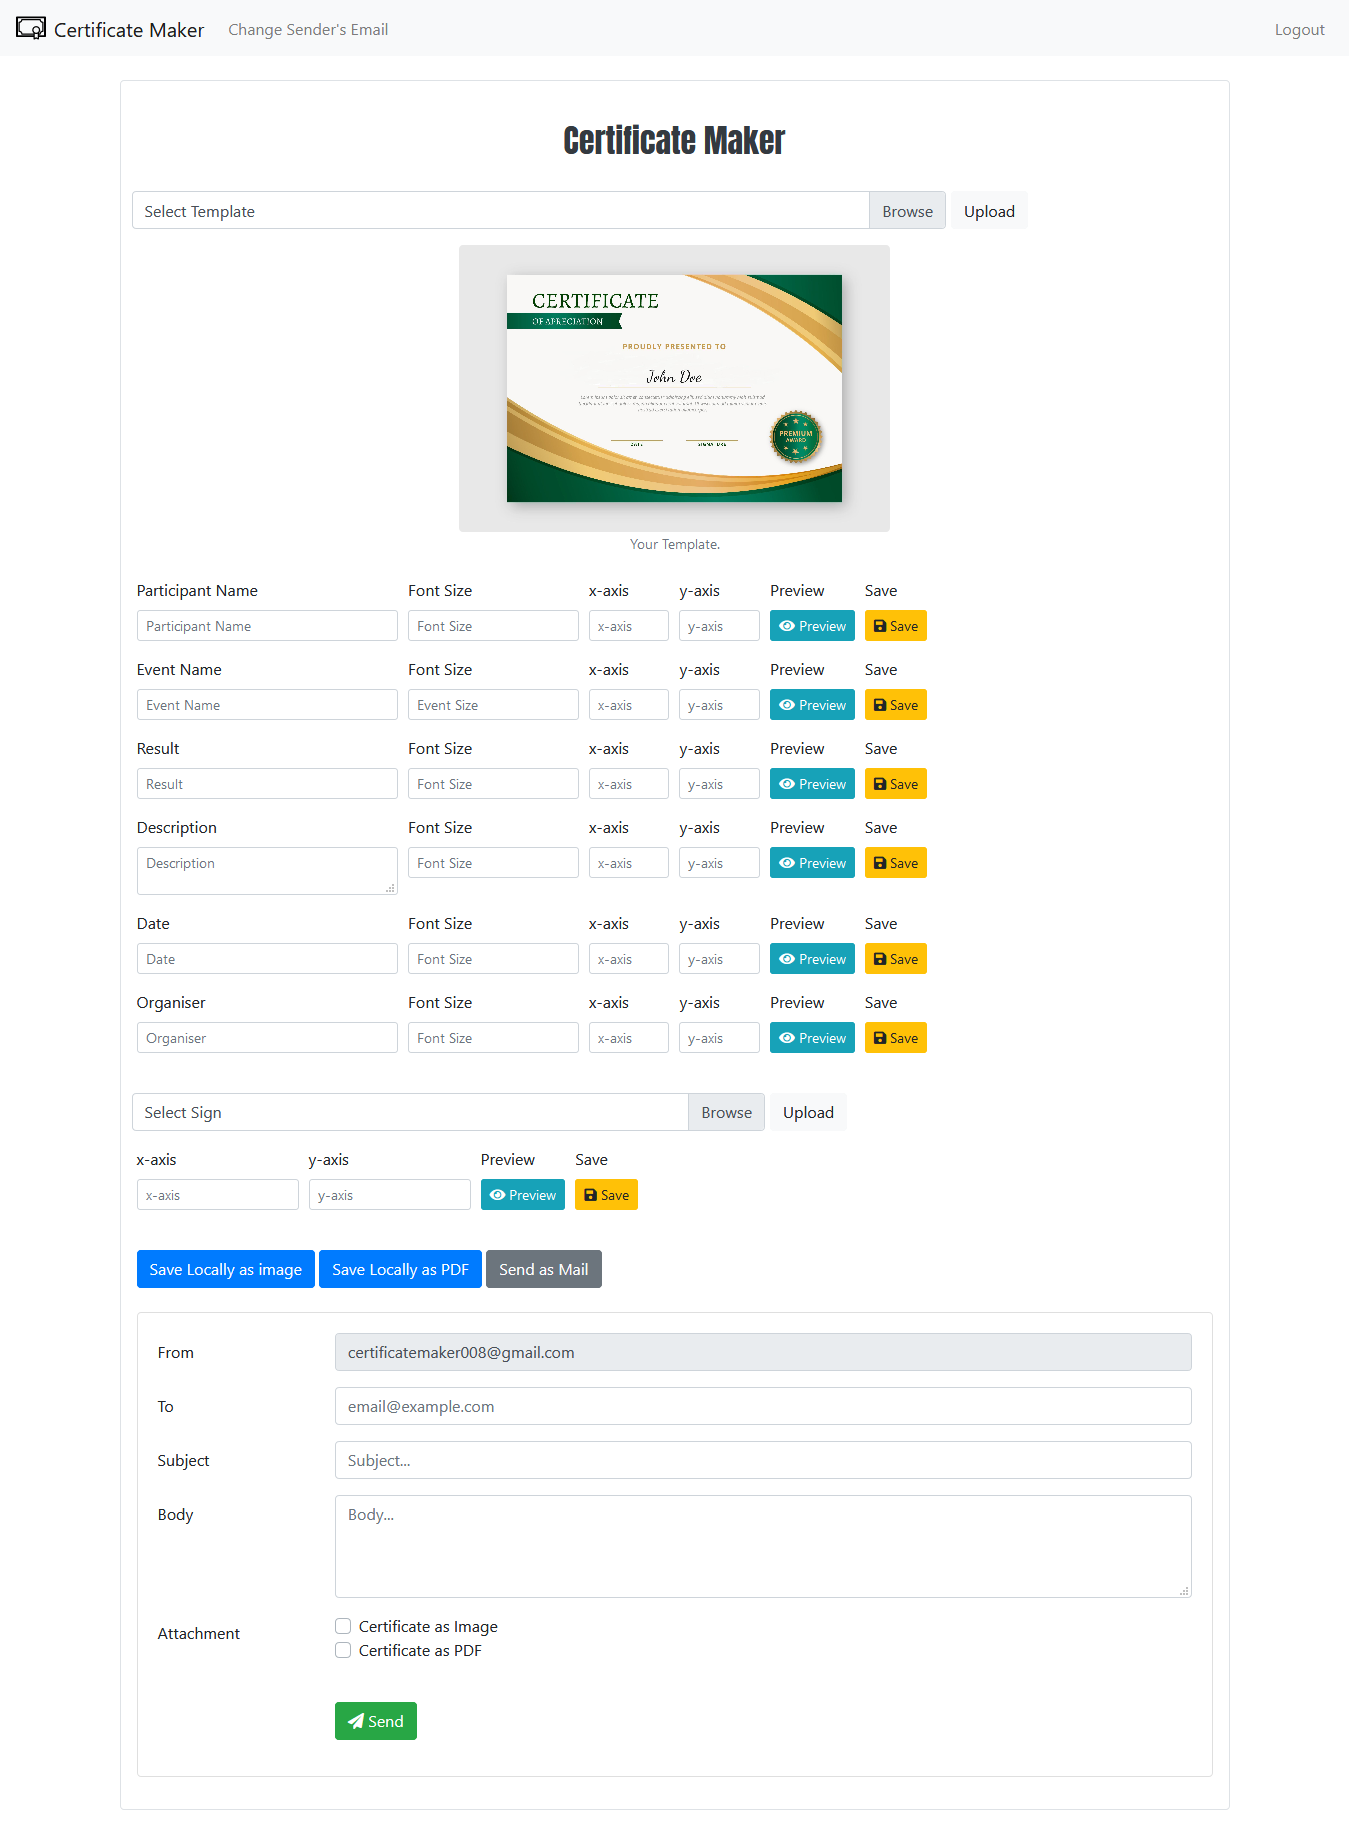 Certificate Maker Change Sender's Email Logout
Certificate Maker
Select Template Browse Upload
CERTIFICATE
OF APRECIATION
PROUDLY PRESENTED TO
John Doe
PREMIUM
AWARD
DATE SIGNATURE
Your Template.
Participant Name Font Size x-axis y-axis Preview Save
Participant Name Font Size x-axis y-axis Preview Save
Event Name Font Size x-axis y-axis Preview Save
Event Name Event Size x-axis y-axis Preview Save
Result Font Size x-axis y-axis Preview Save
Result Font Size x-axis y-axis Preview Save
Description Font Size x-axis y-axis Preview Save
Description Font Size x-axis y-axis Preview Save
Date Font Size x-axis y-axis Preview Save
Date Font Size x-axis y-axis Preview Save
Organiser Font Size x-axis y-axis Preview Save
Organiser Font Size x-axis y-axis Preview Save
Select Sign Browse Upload
x-axis y-axis Preview Save
x-axis y-axis Preview Save
Save Locally as image Save Locally as PDF Send as Mail
From certificatemaker008@gmail.com
To email@example.com
Subject Subject...
Body Body...
Attachment Certificate as Image
Certificate as PDF
Send